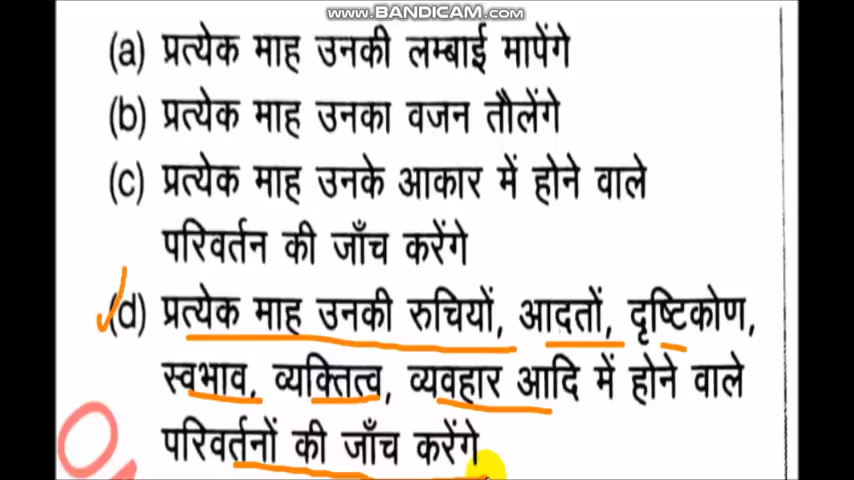 www.BANDICAM.com
(a) प्रत्येक माह उनकी लम्बाई मापेंगे
(b) प्रत्येक माह उनका वजन तौलेंगे
(c) प्रत्येक माह उनके आकार में होने वाले
परिवर्तन की जाँच करेंगे
(d) प्रत्येक माह उनकी रुचियों, आदतों, दृष्टिकोण,
स्वभाव, व्यक्तित्व, व्यवहार आदि में होने वाले
परिवर्तनों की जाँच करेंगे